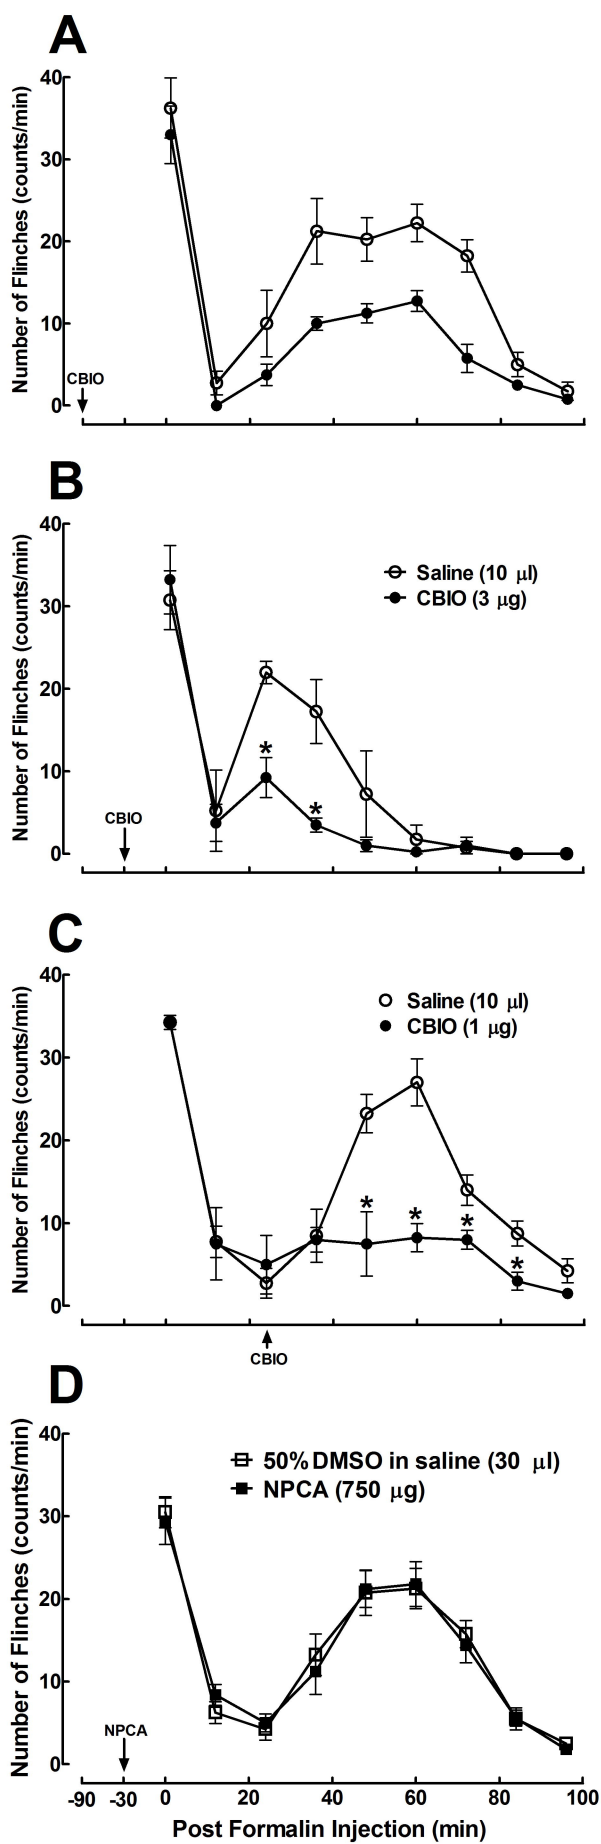 A
Number of Flinches (counts/min)
40
30
20
10
0
CBIO
B
Number of Flinches (counts/min)
40
30
20
10
0
Saline (10 μl)
CBIO (3 μg)
*
*
CBIO
C
Number of Flinches (counts/min)
40
30
20
10
0
Saline (10 μl)
CBIO (1 μg)
* * * *
CBIO
D
Number of Flinches (counts/min)
40
30
20
10
0
50% DMSO in saline (30 μl)
NPCA (750 μg)
NPCA
-90 -30 0 20 40 60 80 100
Post Formalin Injection (min)